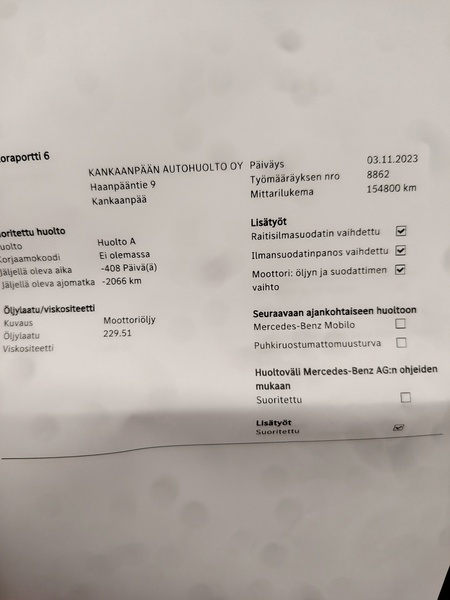 oraportti 6
KANKAANPÄÄN AUTOHUOLTO OY
Haanpääntie 9
Kankaanpää
Päiväys 03.11.2023
Työmääräyksen nro 8862
Mittarilukema 154800 km
oritettu huolto
uolto Huolto A
Korjaamokoodi Ei olemassa
Jäljellä oleva aika -408 Päivä(ä)
Jäljellä oleva ajomatka -2066 km
Öljylaatu/viskositeetti
Kuvaus Moottoriöljy
Öljylaatu 229.51
Viskositeetti
Lisätyöt
Raitisilmasuodatin vaihdettu
Ilmansuodatinpanos vaihdettu
Moottori: öljyn ja suodattimen
vaihto
Seuraavaan ajankohtaiseen huoltoon
Mercedes-Benz Mobilo
Puhkiruostumattomuusturva
Huoltoväli Mercedes-Benz AG:n ohjeiden
mukaan
Suoritettu
Lisätyöt
Suoritettu